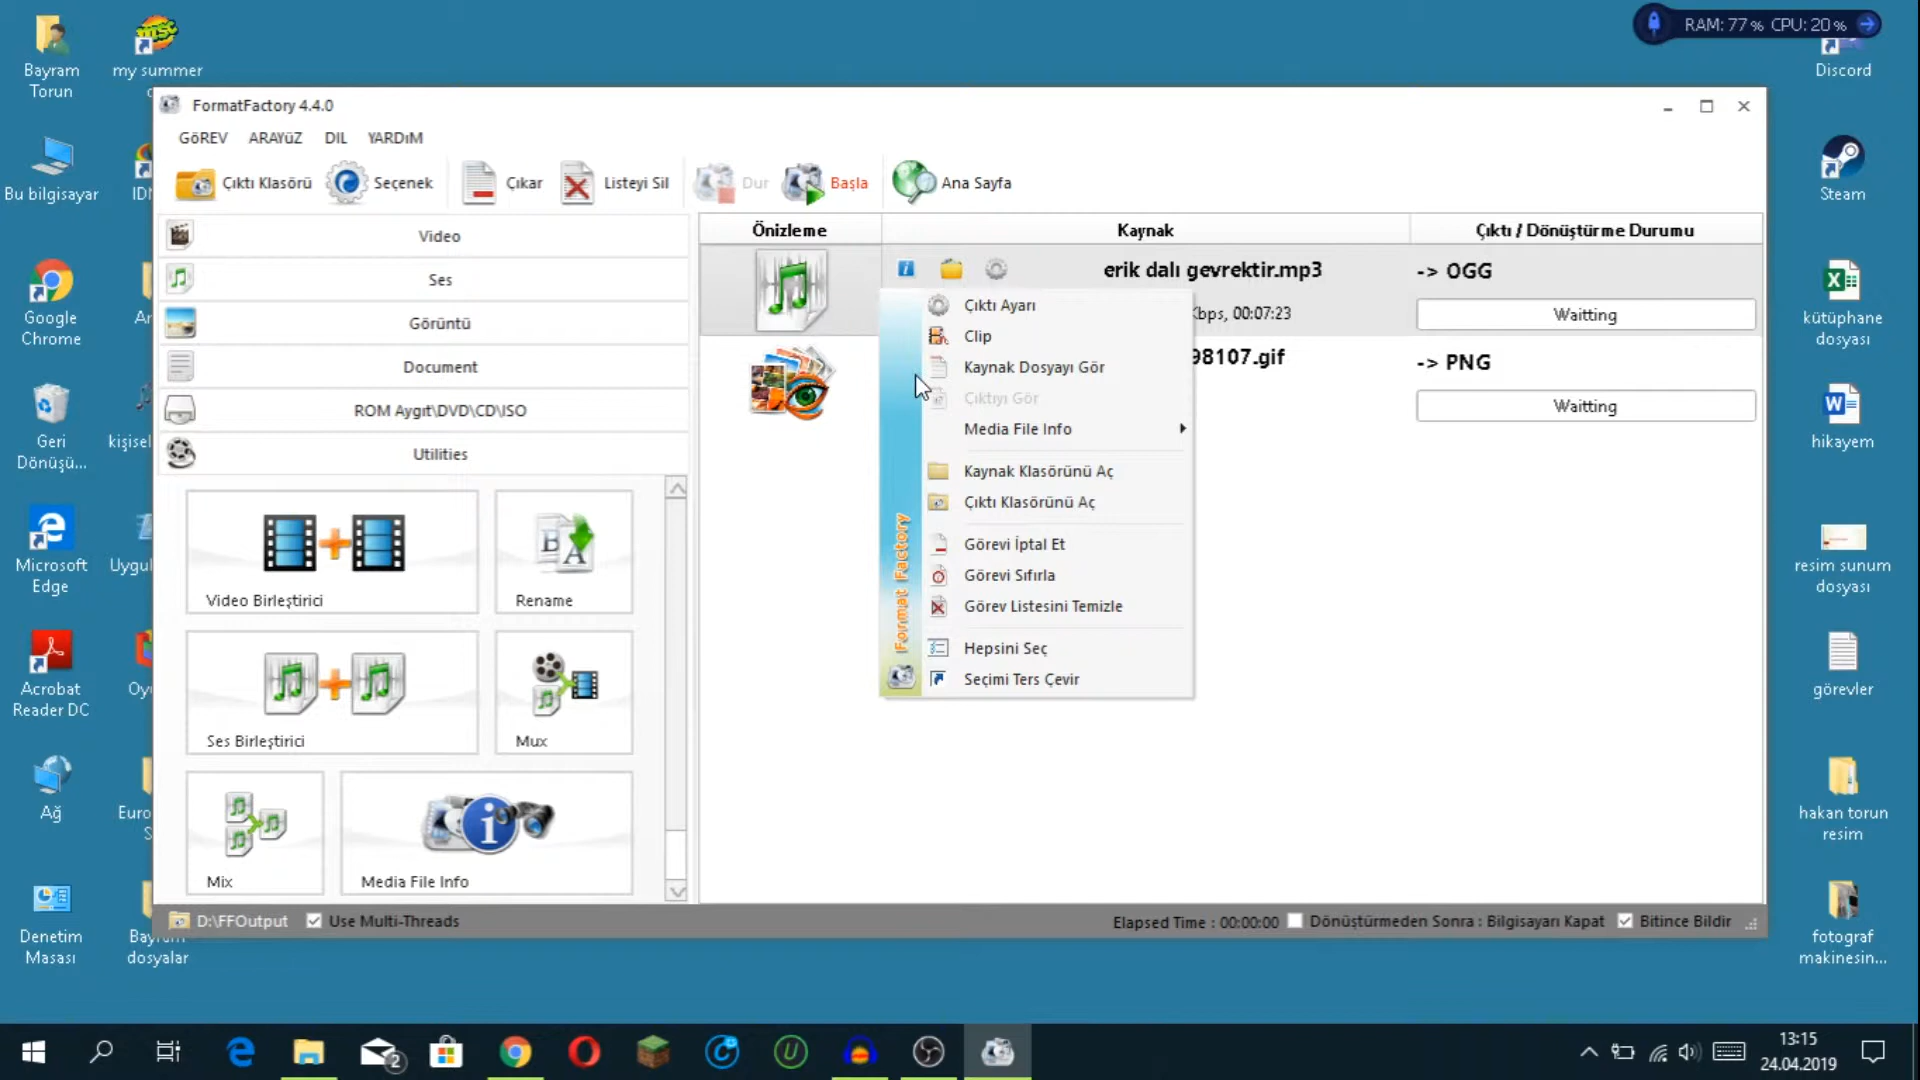 RAM: 77 % CPU: 20 %
Bayram
Torun
my summer
Discord
FormatFactory 4.4.0
GöREV ARAYüZ DIL YARDıM
Çıktı Klasörü Seçenek Çıkar Listeyi Sil Dur Başla Ana Sayfa
Bu bilgisayar
Steam
Video
Ses
Görüntü
Document
ROM Aygıt\DVD\CD\ISO
Utilities
Video Birleştirici
Rename
Ses Birleştirici
Mux
Mix
Media File Info
Önizleme Kaynak Çıktı / Dönüştürme Durumu
erik dalı gevrektir.mp3 -> OGG
Kbps, 00:07:23 Waitting
98107.gif -> PNG
Waitting
Çıktı Ayarı
Clip
Kaynak Dosyayı Gör
Çıktıyı Gör
Media File Info
Kaynak Klasörünü Aç
Çıktı Klasörünü Aç
Görevi İptal Et
Görevi Sıfırla
Görev Listesini Temizle
Hepsini Seç
Seçimi Ters Çevir
Format Factory
D:\FFOutput Use Multi-Threads Elapsed Time : 00:00:00 Dönüştürmeden Sonra : Bilgisayarı Kapat Bitince Bildir
Google
Chrome
Geri
Dönüşü...
kişisel
Microsoft
Edge
Uygul
Acrobat
Reader DC
Oyu
Ağ
Euro
S
Denetim
Masası
Bayram
dosyalar
kütüphane
dosyası
hikayem
resim sunum
dosyası
görevler
hakan torun
resim
fotograf
makinesin...
2
13:15
24.04.2019